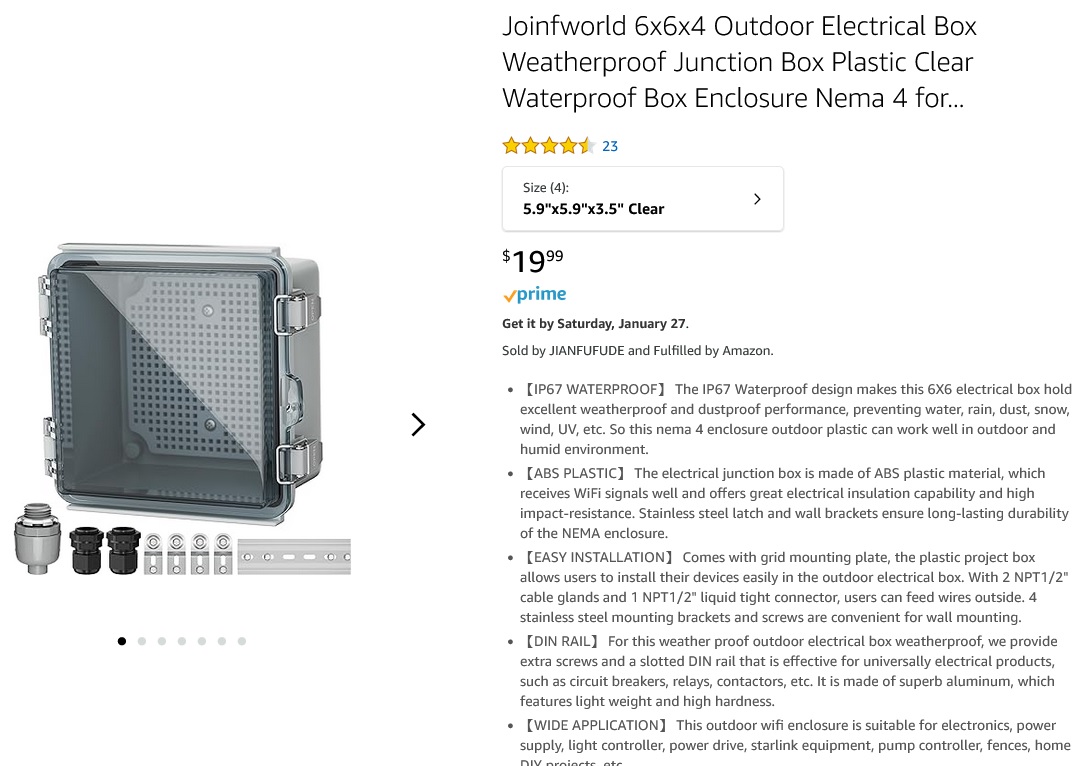 Joinfworld 6x6x4 Outdoor Electrical Box
Weatherproof Junction Box Plastic Clear
Waterproof Box Enclosure Nema 4 for...
23
Size (4):
5.9"x5.9"x3.5" Clear
$19.99
prime
Get it by Saturday, January 27.
Sold by JIANFUFUDE and Fulfilled by Amazon.
• 【IP67 WATERPROOF】 The IP67 Waterproof design makes this 6X6 electrical box hold
excellent weatherproof and dustproof performance, preventing water, rain, dust, snow,
wind, UV, etc. So this nema 4 enclosure outdoor plastic can work well in outdoor and
humid environment.
• 【ABS PLASTIC】 The electrical junction box is made of ABS plastic material, which
receives WiFi signals well and offers great electrical insulation capability and high
impact-resistance. Stainless steel latch and wall brackets ensure long-lasting durability
of the NEMA enclosure.
• 【EASY INSTALLATION】 Comes with grid mounting plate, the plastic project box
allows users to install their devices easily in the outdoor electrical box. With 2 NPT1/2"
cable glands and 1 NPT1/2" liquid tight connector, users can feed wires outside. 4
stainless steel mounting brackets and screws are convenient for wall mounting.
• 【DIN RAIL】 For this weather proof outdoor electrical box weatherproof, we provide
extra screws and a slotted DIN rail that is effective for universally electrical products,
such as circuit breakers, relays, contactors, etc. It is made of superb aluminum, which
features light weight and high hardness.
• 【WIDE APPLICATION】 This outdoor wifi enclosure is suitable for electronics, power
supply, light controller, power drive, starlink equipment, pump controller, fences, home
DIY projects, etc.